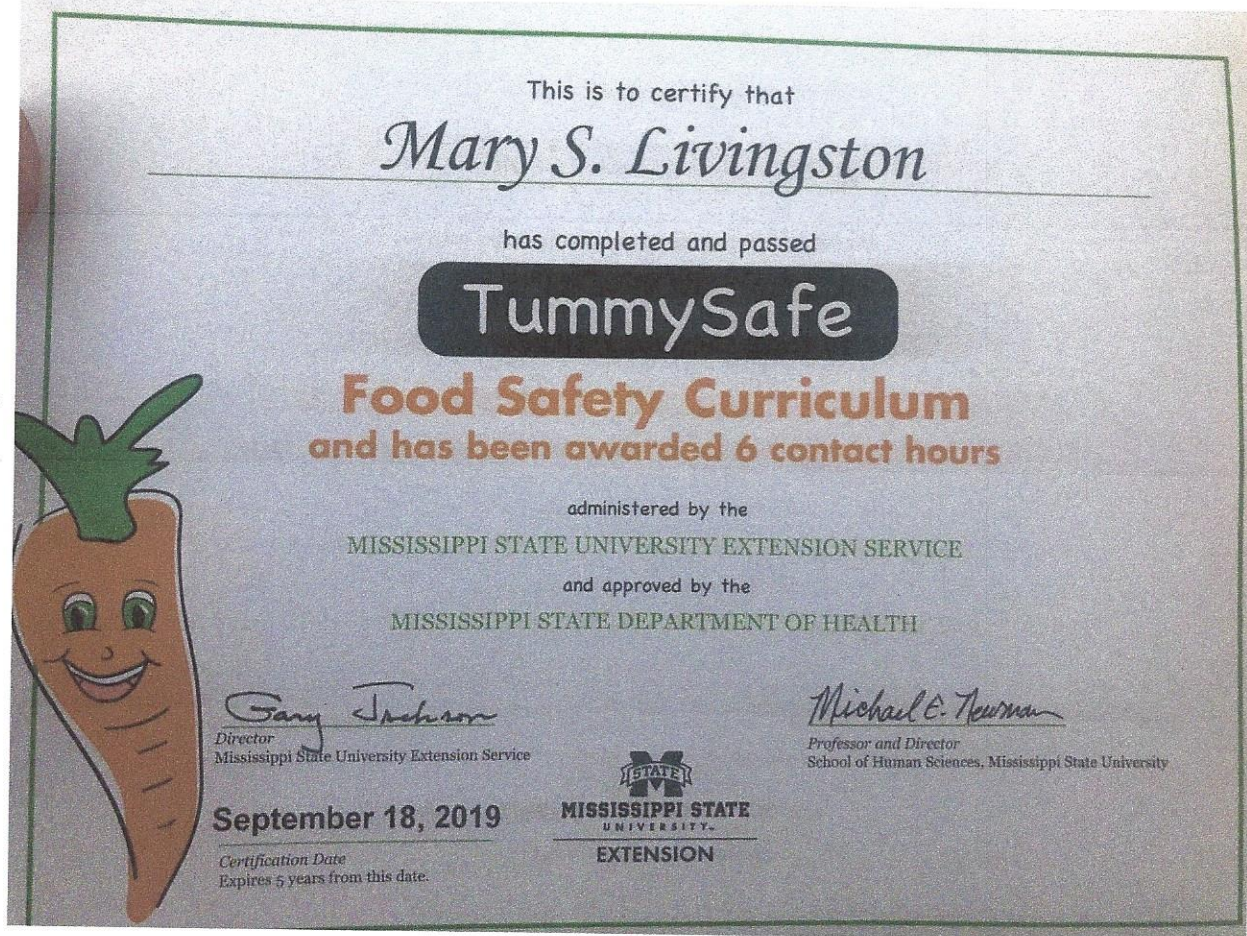 This is to certify that
Mary S. Livingston
has completed and passed
TummySafe
Food Safety Curriculum
and has been awarded 6 contact hours
administered by the
MISSISSIPPI STATE UNIVERSITY EXTENSION SERVICE
and approved by the
MISSISSIPPI STATE DEPARTMENT OF HEALTH
Gary Jackson
Director
Mississippi State University Extension Service
Michael E. Newman
Professor and Director
School of Human Sciences, Mississippi State University
September 18, 2019
Certification Date
Expires 5 years from this date.
STATE
MISSISSIPPI STATE
UNIVERSITY™
EXTENSION